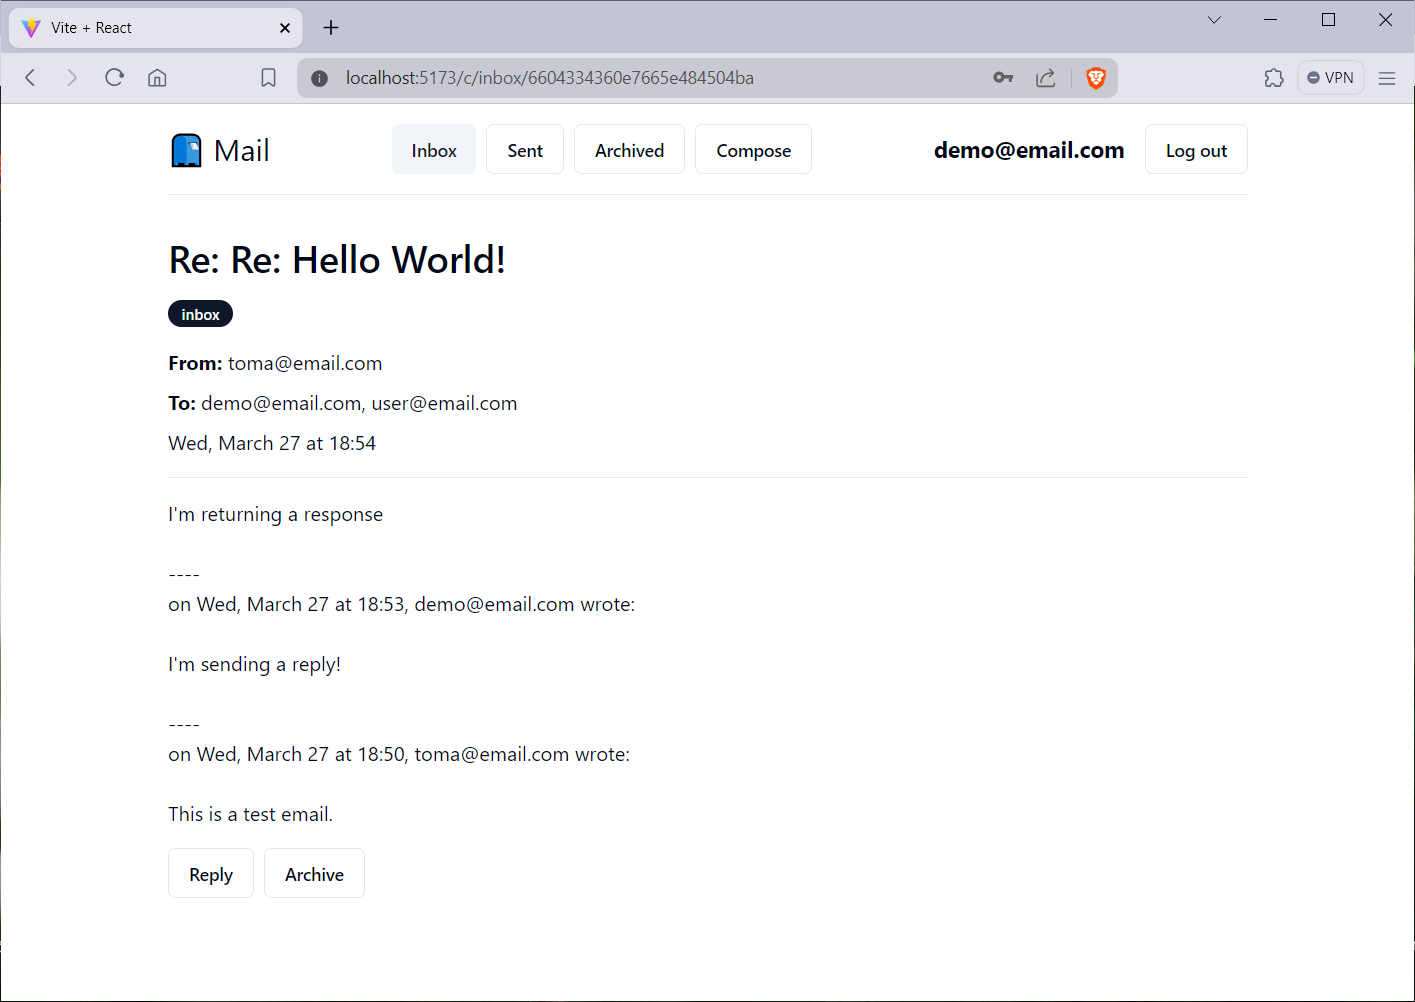 Vite + React
localhost:5173/c/inbox/6604334360e7665e484504ba
VPN
Mail
Inbox
Sent
Archived
Compose
demo@email.com
Log out
Re: Re: Hello World!
inbox
From: toma@email.com
To: demo@email.com, user@email.com
Wed, March 27 at 18:54
I'm returning a response
----
on Wed, March 27 at 18:53, demo@email.com wrote:
I'm sending a reply!
----
on Wed, March 27 at 18:50, toma@email.com wrote:
This is a test email.
Reply
Archive